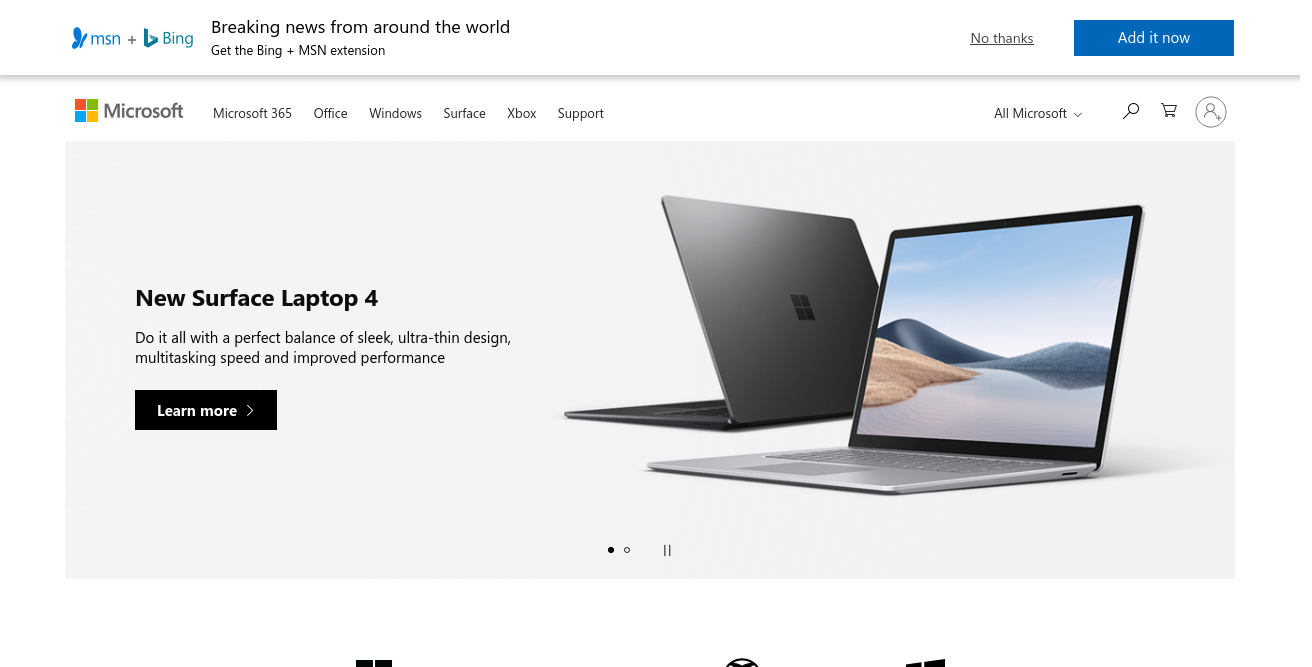 msn + Bing
Breaking news from around the world
Get the Bing + MSN extension
No thanks
Add it now
Microsoft
Microsoft 365
Office
Windows
Surface
Xbox
Support
All Microsoft
New Surface Laptop 4
Do it all with a perfect balance of sleek, ultra-thin design,
multitasking speed and improved performance
Learn more